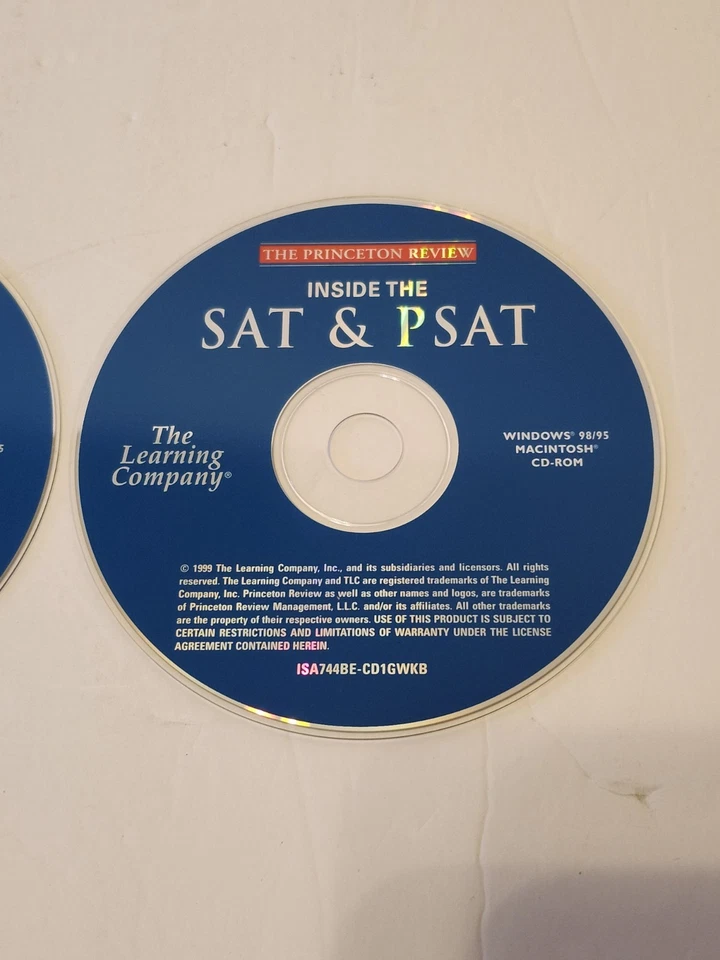 THE PRINCETON REVIEW
INSIDE THE
SAT & PSAT
The
Learning
Company®
WINDOWS® 98/95
MACINTOSH®
CD-ROM
© 1999 The Learning Company, Inc., and its subsidiaries and licensors. All rights
reserved. The Learning Company and TLC are registered trademarks of The Learning
Company, Inc. Princeton Review as well as other names and logos, are trademarks
of Princeton Review Management, L.L.C. and/or its affiliates. All other trademarks
are the property of their respective owners. USE OF THIS PRODUCT IS SUBJECT TO
CERTAIN RESTRICTIONS AND LIMITATIONS OF WARRANTY UNDER THE LICENSE
AGREEMENT CONTAINED HEREIN.
ISA744BE-CD1GWKB